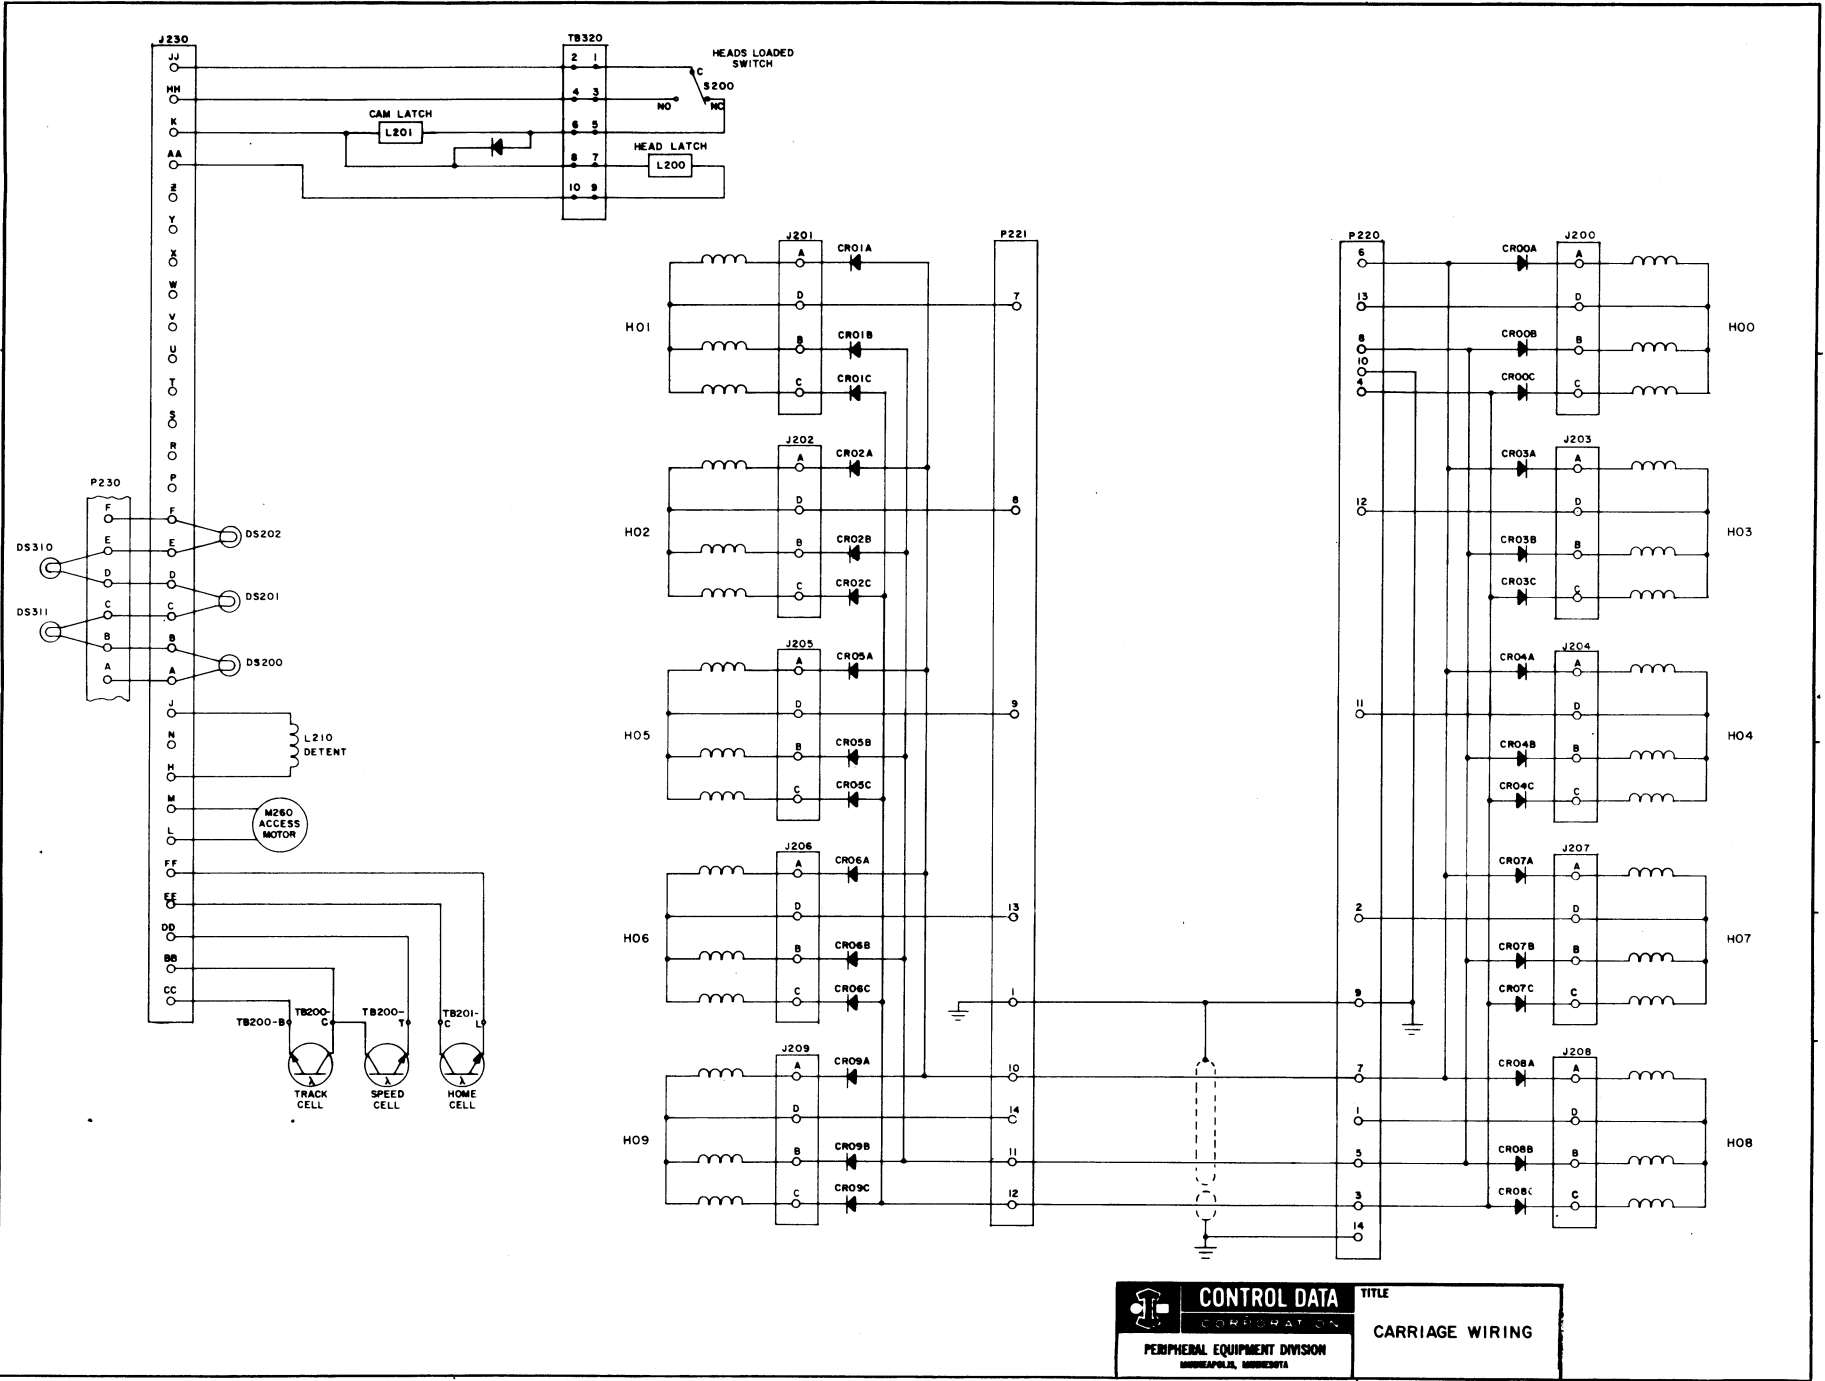 J230
JJ
HH
K
AA
Z
Y
X
W
V
U
T
S
R
P
F
E
D
C
B
A
J
N
H
M
L
FF
EE
DD
BB
CC
TB320
2 1
4 3
6 5
8 7
10 9
HEADS LOADED
SWITCH
C
S200
NO
NC
CAM LATCH
L201
HEAD LATCH
L200
P230
F
E
D
C
B
A
DS310
DS311
DS202
DS201
DS200
L210
DETENT
M260
ACCESS
MOTOR
TB200-B
TB200-
C
TB200-
T
TB201-
C L
λ
TRACK
CELL
λ
SPEED
CELL
λ
HOME
CELL
H01
J201
A
D
B
C
CR01A
CR01B
CR01C
H02
J202
A
D
B
C
CR02A
CR02B
CR02C
H05
J205
A
D
B
C
CR05A
CR05B
CR05C
H06
J206
A
D
B
C
CR06A
CR06B
CR06C
H09
J209
A
D
B
C
CR09A
CR09B
CR09C
P221
7
8
9
13
1
10
14
11
12
P220
6
13
8
10
4
12
11
2
9
7
1
5
3
14
CR00A
CR00B
CR00C
J200
A
D
B
C
H00
CR03A
CR03B
CR03C
J203
A
D
B
C
H03
CR04A
CR04B
CR04C
J204
A
D
B
C
H04
CR07A
CR07B
CR07C
J207
A
D
B
C
H07
CR08A
CR08B
CR08C
J208
A
D
B
C
H08
CONTROL DATA
CORPORATION
PERIPHERAL EQUIPMENT DIVISION
MINNEAPOLIS, MINNESOTA
TITLE
CARRIAGE WIRING